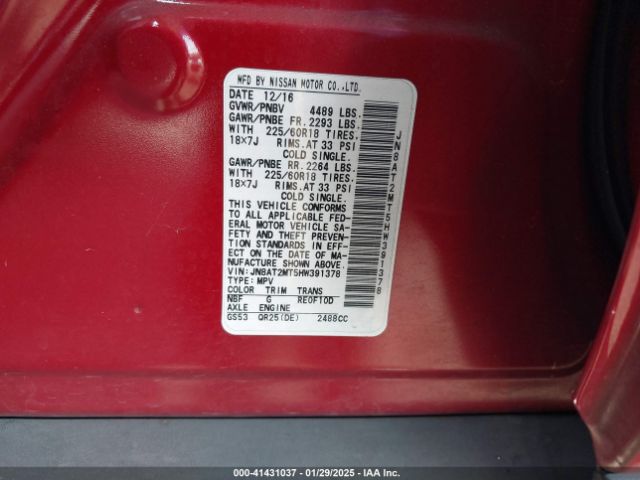 MFD BY NISSAN MOTOR CO.,LTD.
DATE 12/16
GVWR/PNBV 4489 LBS.
GAWR/PNBE FR. 2293 LBS.
WITH 225/60R18 TIRES.
18×7J RIMS. AT 33 PSI
COLD SINGLE.
GAWR/PNBE RR. 2264 LBS.
WITH 225/60R18 TIRES.
18×7J RIMS. AT 33 PSI
COLD SINGLE.
THIS VEHICLE CONFORMS
TO ALL APPLICABLE FED-
ERAL MOTOR VEHICLE SA-
FETY AND THEFT PREVEN-
TION STANDARDS IN EFF-
ECT ON THE DATE OF MA-
NUFACTURE SHOWN ABOVE.
VIN: JN8AT2MT5HW391378
TYPE: MPV
COLOR TRIM TRANS
NBF G RE0F10D
AXLE ENGINE
GS53 QR25(DE) 2488CC
JN8AT2MT5HW391378
000-41431037 · 01/29/2025 · IAA Inc.